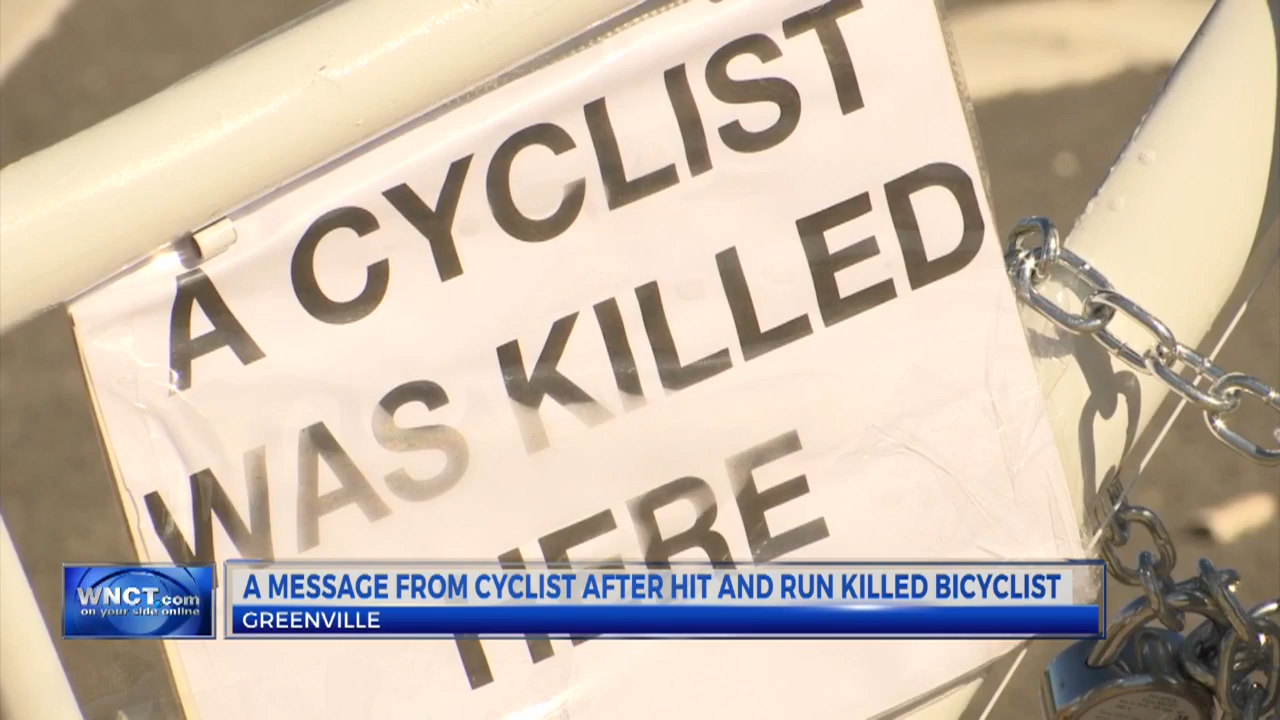 A CYCLIST
WAS KILLED
HERE
WNCT.com
on your side online
A MESSAGE FROM CYCLIST AFTER HIT AND RUN KILLED BICYCLIST
GREENVILLE